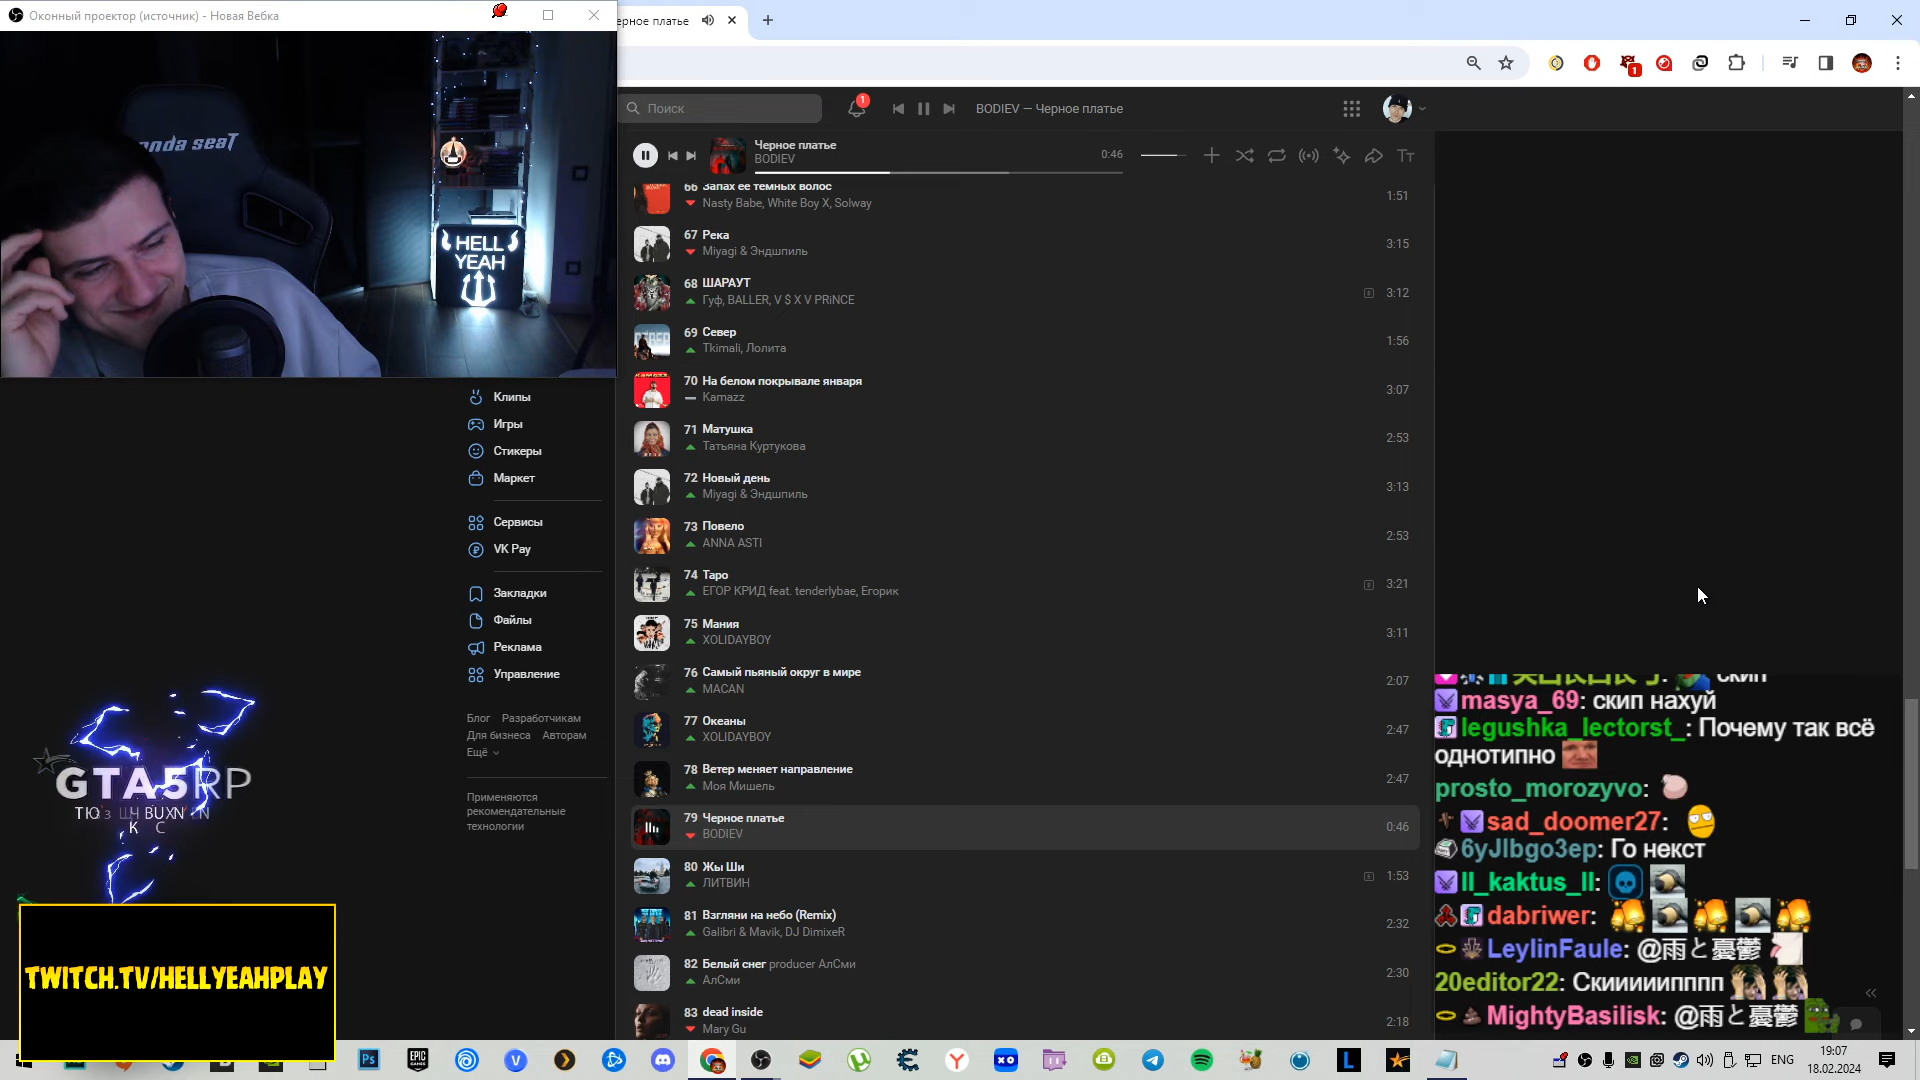 Оконный проектор (источник) - Новая Вебка
ерное платье
1
anda seaT
HELL
YEAH
Поиск
1
BODIEV — Черное платье
Черное платье
BODIEV
0:46
66 Запах ее темных волос
Nasty Babe, White Boy X, Solway
1:51
67 Река
Miyagi & Эндшпиль
3:15
68 ШАРАУТ
Гуф, BALLER, V $ X V PRiNCE
3:12
69 Север
Tkimali, Лолита
1:56
70 На белом покрывале января
Kamazz
3:07
71 Матушка
Татьяна Куртукова
2:53
72 Новый день
Miyagi & Эндшпиль
3:13
73 Повело
ANNA ASTI
2:53
74 Таро
ЕГОР КРИД feat. tenderlybae, Егорик
3:21
75 Мания
XOLIDAYBOY
3:11
76 Самый пьяный округ в мире
MACAN
2:07
77 Океаны
XOLIDAYBOY
2:47
78 Ветер меняет направление
Моя Мишель
2:47
79 Черное платье
BODIEV
0:46
80 Жы Ши
ЛИТВИН
1:53
81 Взгляни на небо (Remix)
Galibri & Mavik, DJ DimixeR
2:32
82 Белый снег producer АлСми
АлСми
2:30
83 dead inside
Mary Gu
2:18
Клипы
Игры
Стикеры
Маркет
Сервисы
VK Pay
Закладки
Файлы
Реклама
Управление
Блог Разработчикам
Для бизнеса Авторам
Ещё
Применяются
рекомендательные
технологии
GTA5RP
TWITCH.TV/HELLYEAHPLAY
скип
masya_69: скип нахуй
legushka_lectorst_: Почему так всё
однотипно
prosto_morozyvo:
sad_doomer27:
6yJlbgo3ep: Го некст
ll_kaktus_ll:
dabriwer:
LeylinFaule: @雨と憂鬱
20editor22: Скииииипппп
MightyBasilisk: @雨と憂鬱
ENG
19:07
18.02.2024